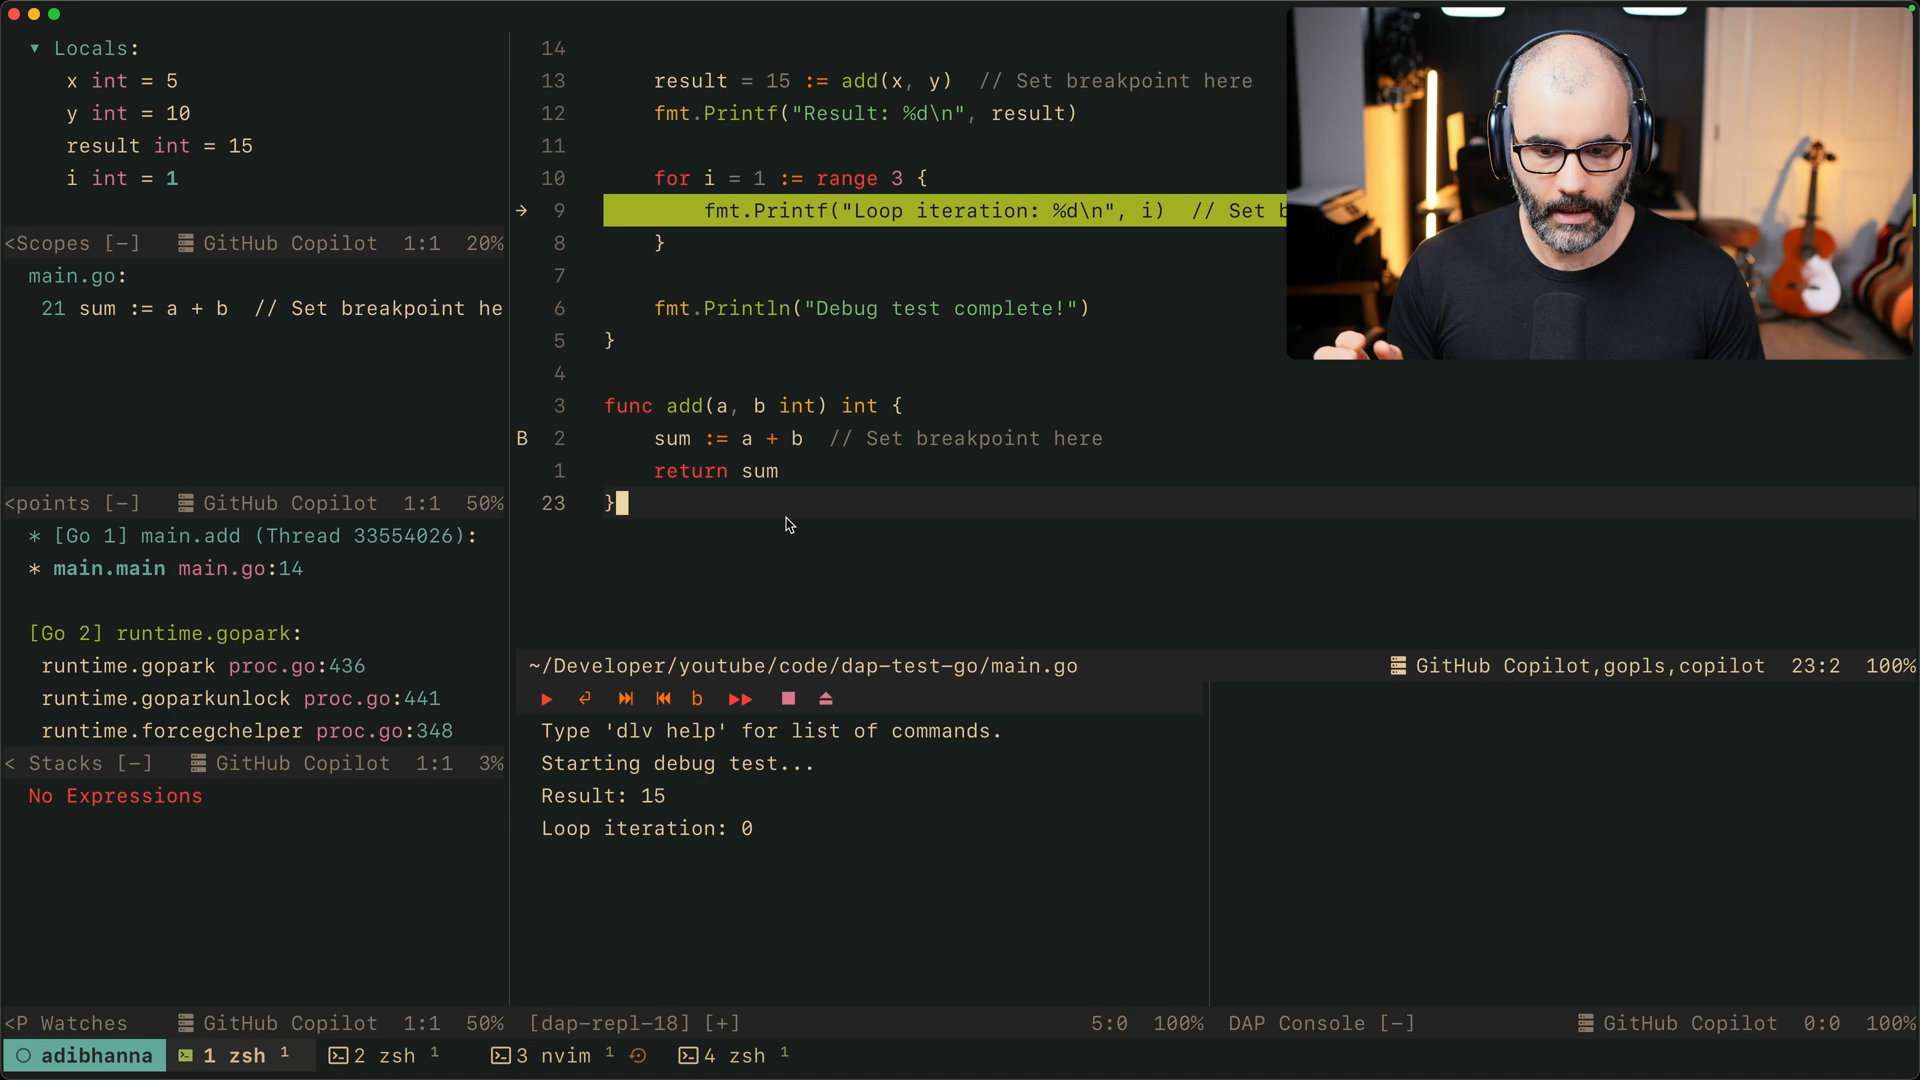 ▾ Locals:
x int = 5
y int = 10
result int = 15
i int = 1
<Scopes [-] GitHub Copilot 1:1 20%
main.go:
21 sum := a + b // Set breakpoint he
<points [-] GitHub Copilot 1:1 50%
* [Go 1] main.add (Thread 33554026):
* main.main main.go:14
[Go 2] runtime.gopark:
runtime.gopark proc.go:436
runtime.goparkunlock proc.go:441
runtime.forcegchelper proc.go:348
< Stacks [-] GitHub Copilot 1:1 3%
No Expressions
<P Watches GitHub Copilot 1:1 50%
14
13 result = 15 := add(x, y) // Set breakpoint here
12 fmt.Printf("Result: %d\n", result)
11
10 for i = 1 := range 3 {
→ 9 fmt.Printf("Loop iteration: %d\n", i) // Set b
8 }
7
6 fmt.Println("Debug test complete!")
5 }
4
3 func add(a, b int) int {
B 2 sum := a + b // Set breakpoint here
1 return sum
23 }
~/Developer/youtube/code/dap-test-go/main.go GitHub Copilot,gopls,copilot 23:2 100%
b
Type 'dlv help' for list of commands.
Starting debug test...
Result: 15
Loop iteration: 0
[dap-repl-18] [+] 5:0 100%
DAP Console [-] GitHub Copilot 0:0 100%
adibhanna 1 zsh 1 2 zsh 1 3 nvim 1 4 zsh 1